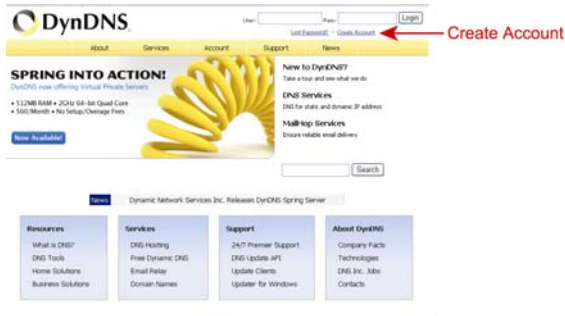 DynDNS
User: Pass: Login
Lost Password? - Create Account
Create Account
About Services Account Support News
SPRING INTO ACTION!
DynDNS now offering Virtual Private Servers
• 512MB RAM • 2GHz 64-bit Quad Core
• $60/Month • No Setup/Overage Fees
Now Available!
New to DynDNS?
Take a tour and see what we do
DNS Services
DNS for static and dynamic IP address
MailHop Services
Ensure reliable email delivery
Search
News Dynamic Network Services Inc. Releases DynDNS Spring Server
Resources
What is DNS?
DNS Tools
Home Solutions
Business Solutions
Services
DNS Hosting
Free Dynamic DNS
Email Relay
Domain Names
Support
24/7 Premier Support
DNS Update API
Update Clients
Updater for Windows
About DynDNS
Company Facts
Technologies
DNS Inc. Jobs
Contacts